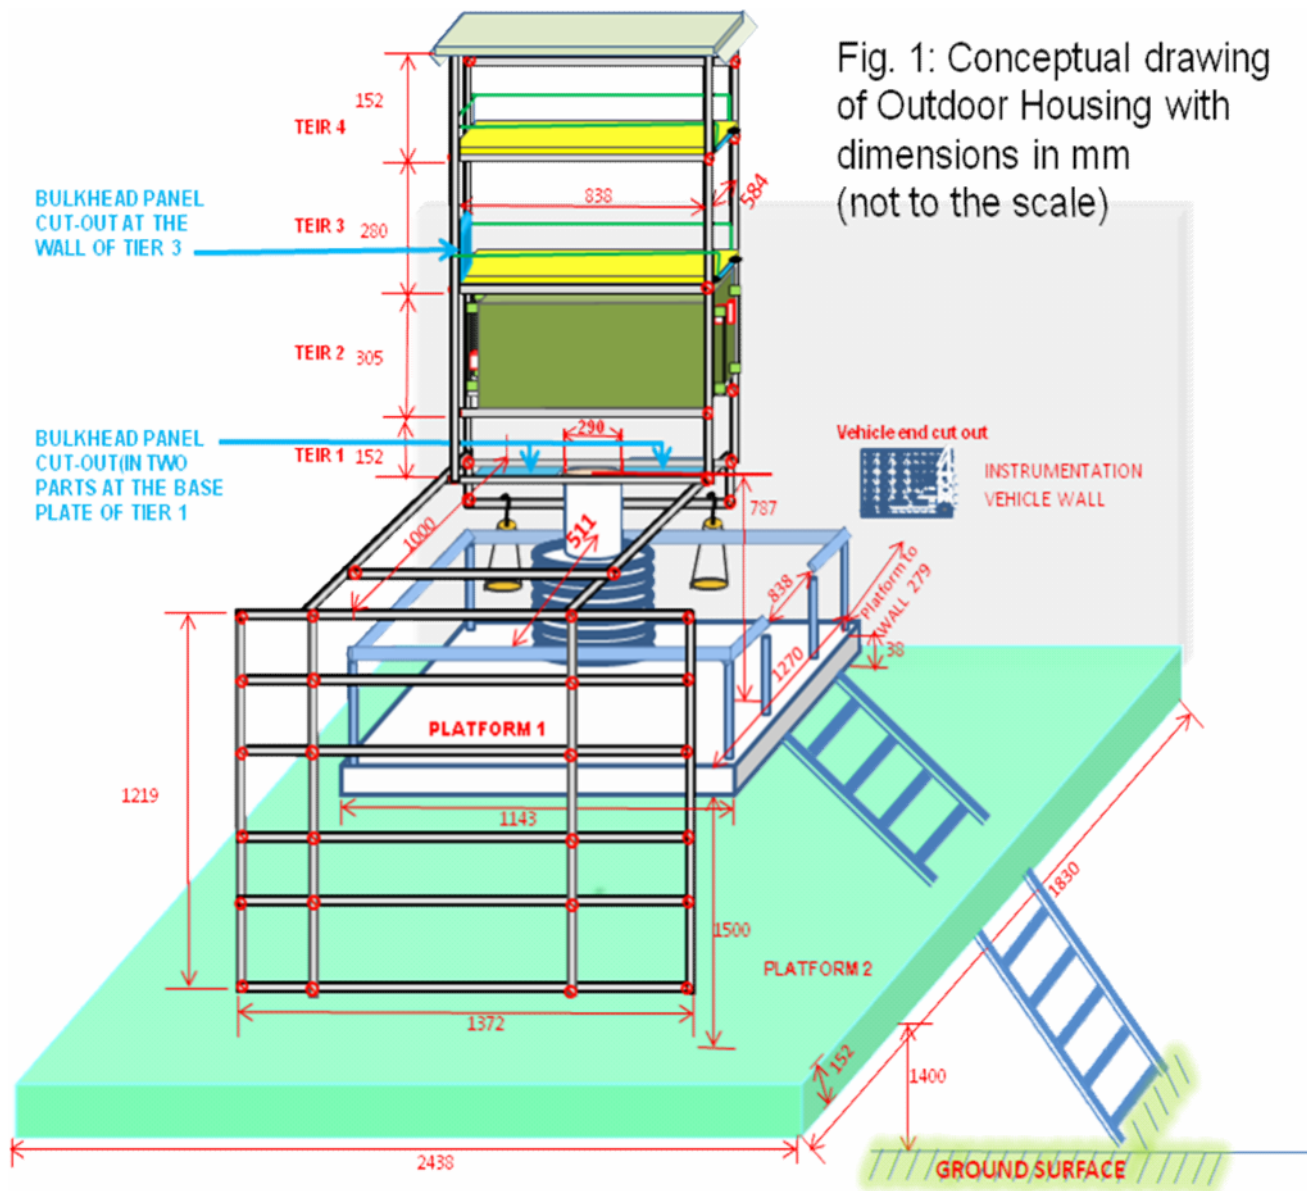 Fig. 1: Conceptual drawing
of Outdoor Housing with
dimensions in mm
(not to the scale)
152
TEIR 4
BULKHEAD PANEL
CUT-OUT AT THE
WALL OF TIER 3
838
584
TEIR 3 280
TEIR 2 305
BULKHEAD PANEL
CUT-OUT(IN TWO
PARTS AT THE BASE
PLATE OF TIER 1
TEIR 1 152
290
Vehicle end cut out
INSTRUMENTATION
VEHICLE WALL
787
1000
511
838
Platform to
WALL 279
38
1270
PLATFORM 1
1219
1143
1500
1830
PLATFORM 2
1372
152
1400
2438
GROUND SURFACE